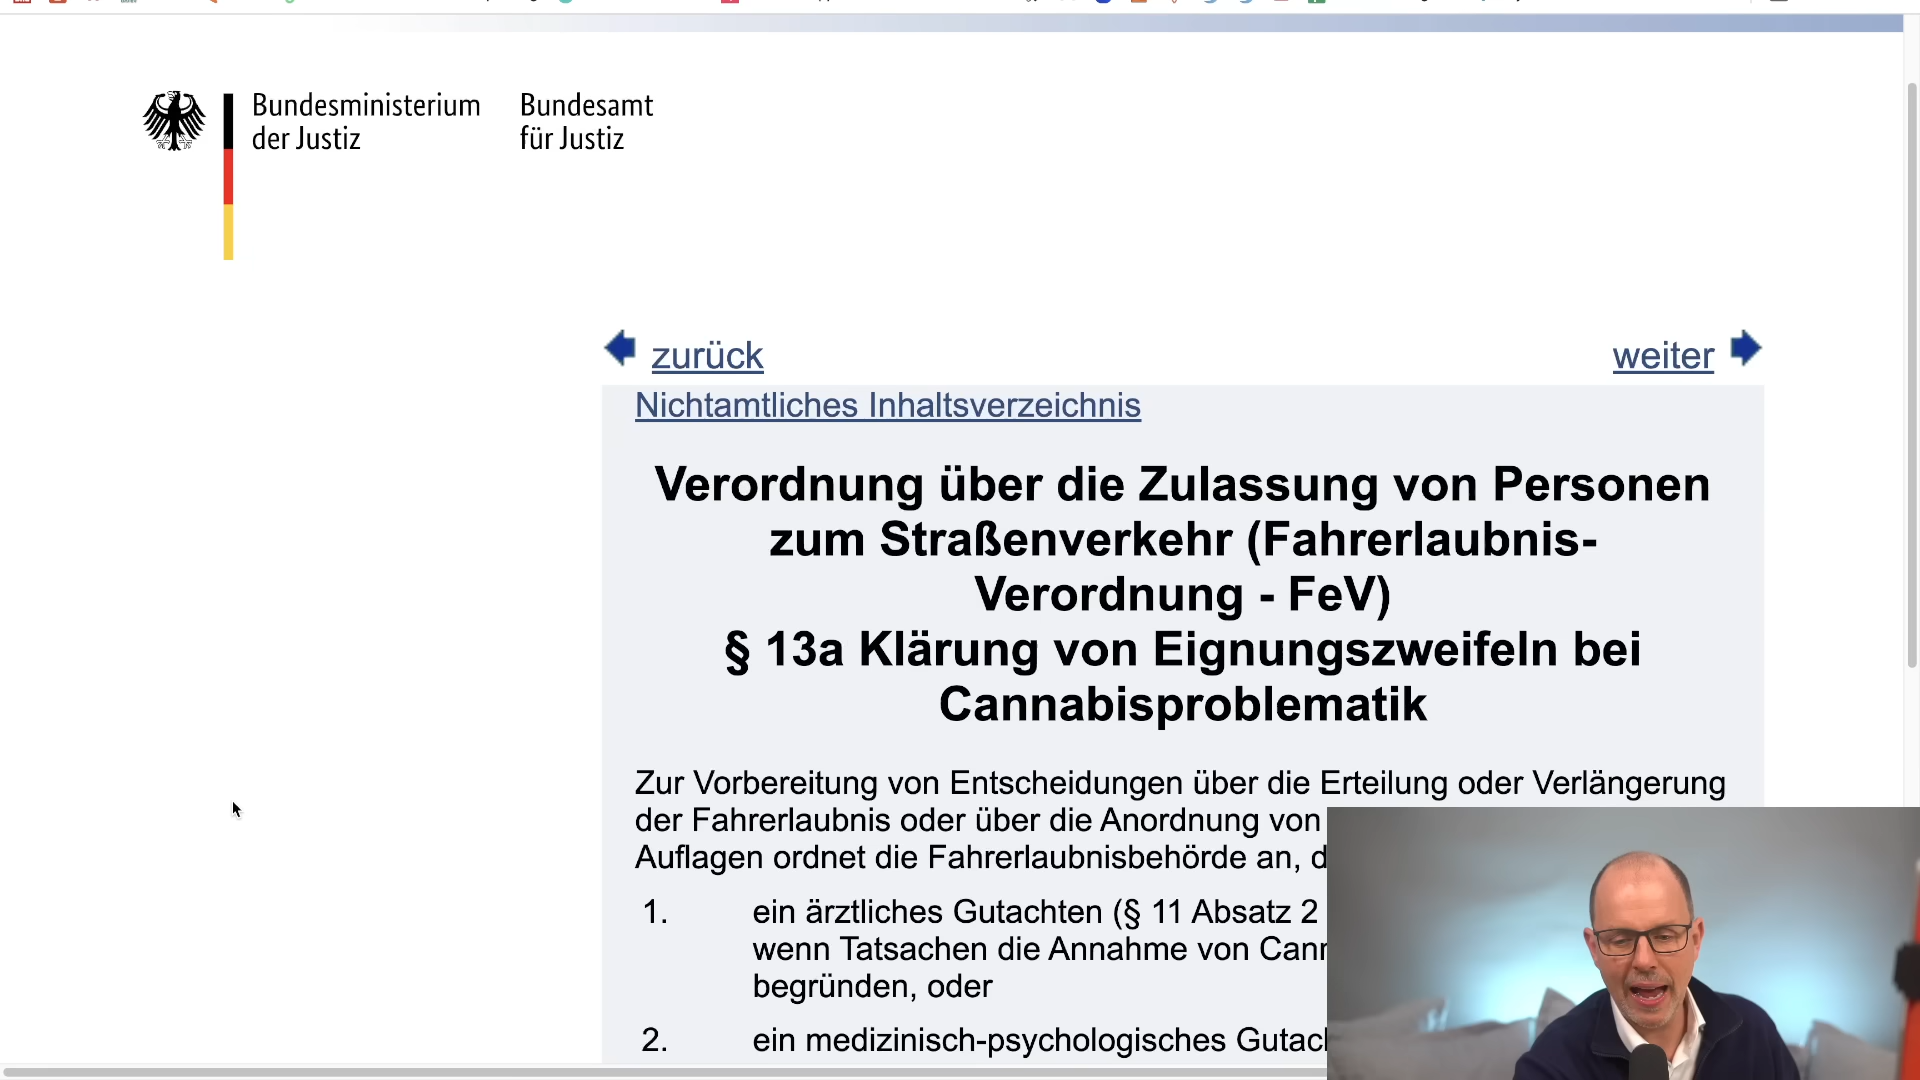 Bundesministerium
der Justiz
Bundesamt
für Justiz
zurück
weiter
Nichtamtliches Inhaltsverzeichnis
Verordnung über die Zulassung von Personen
zum Straßenverkehr (Fahrerlaubnis-
Verordnung - FeV)
§ 13a Klärung von Eignungszweifeln bei
Cannabisproblematik
Zur Vorbereitung von Entscheidungen über die Erteilung oder Verlängerung
der Fahrerlaubnis oder über die Anordnung von
Auflagen ordnet die Fahrerlaubnisbehörde an,
1. ein ärztliches Gutachten (§ 11 Absatz 2
wenn Tatsachen die Annahme von
begründen, oder
2. ein medizinisch-psychologisches